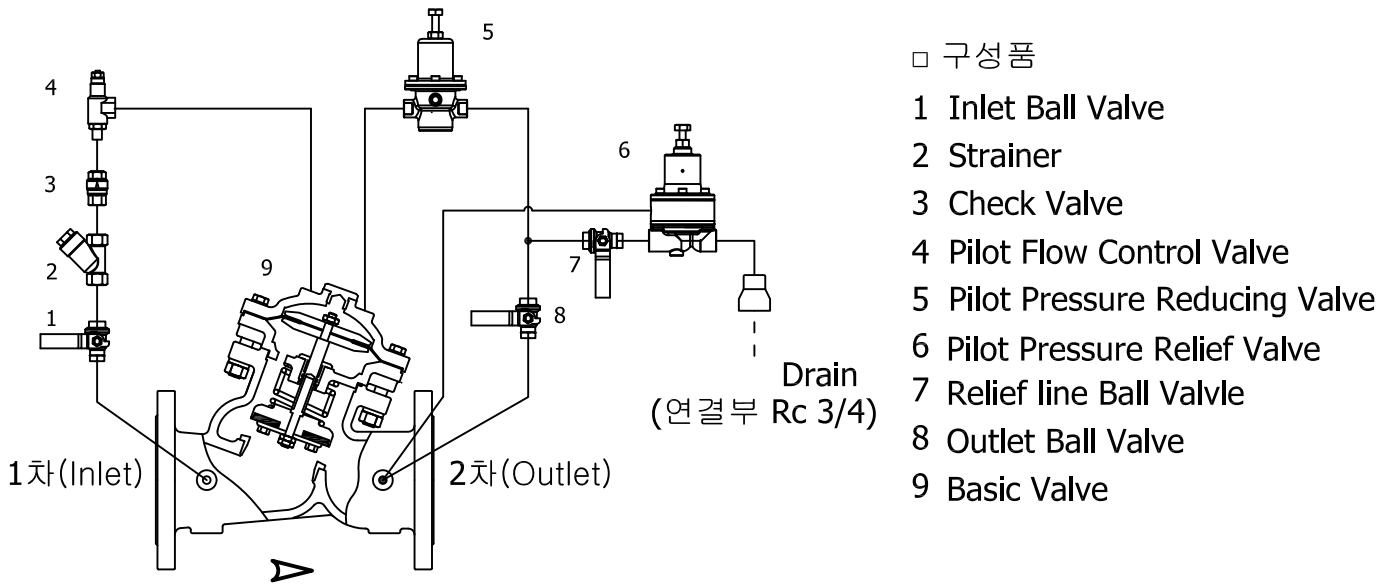 5
4
6
3
9
2
7
1
8
Drain
(연결부 Rc 3/4)
1차(Inlet)
2차(Outlet)
□ 구성품
1 Inlet Ball Valve
2 Strainer
3 Check Valve
4 Pilot Flow Control Valve
5 Pilot Pressure Reducing Valve
6 Pilot Pressure Relief Valve
7 Relief line Ball Valvle
8 Outlet Ball Valve
9 Basic Valve